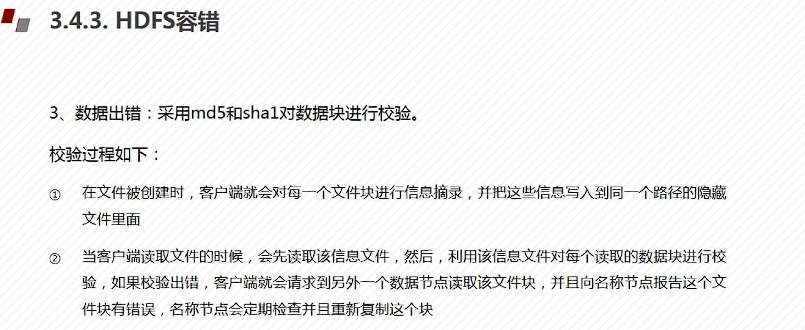 3.4.3. HDFS容错
3、数据出错：采用md5和sha1对数据块进行校验。
校验过程如下：
① 在文件被创建时，客户端就会对每一个文件块进行信息摘录，并把这些信息写入到同一个路径的隐藏
文件里面
② 当客户端读取文件的时候，会先读取该信息文件，然后，利用该信息文件对每个读取的数据块进行校
验，如果校验出错，客户端就会请求到另外一个数据节点读取该文件块，并且向名称节点报告这个文
件块有错误，名称节点会定期检查并且重新复制这个块